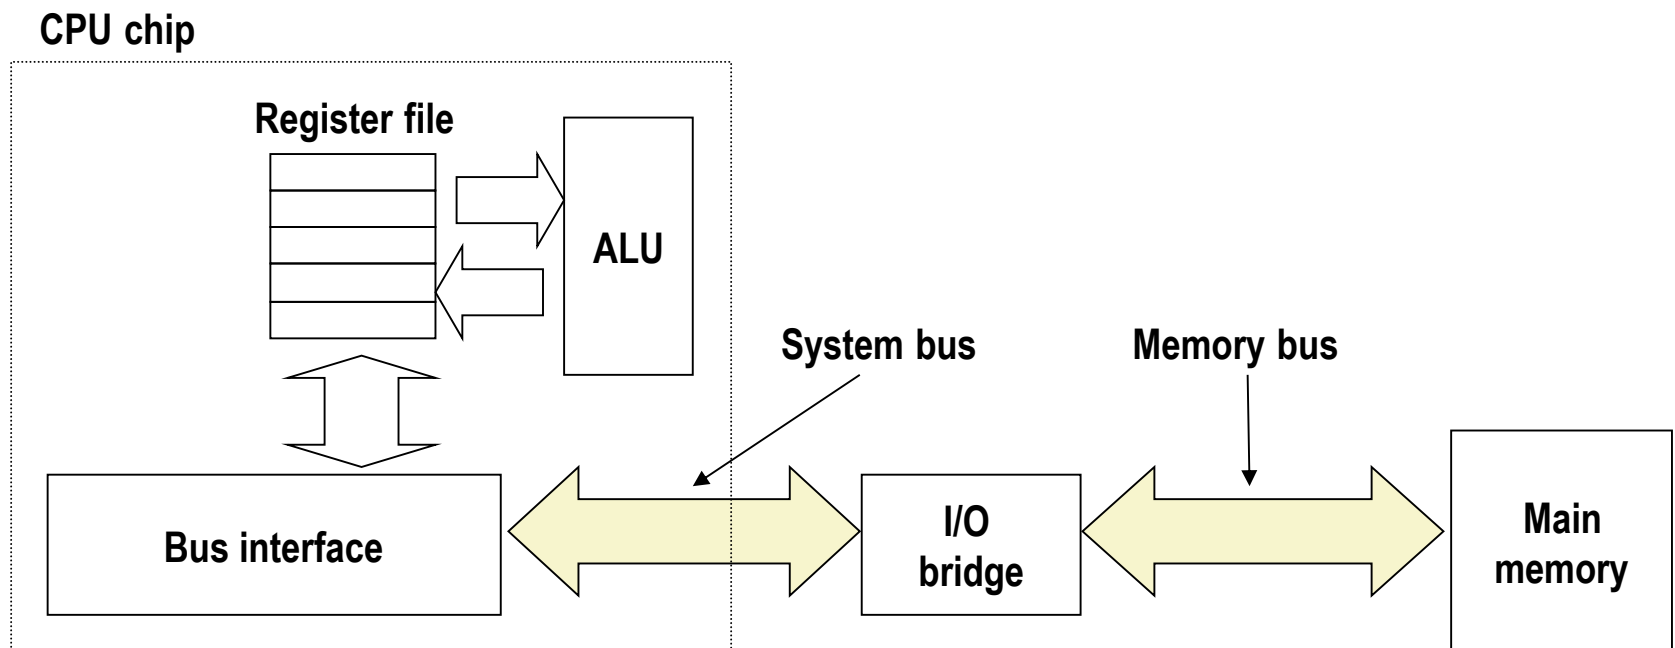 CPU chip
Register file
ALU
System bus
Memory bus
Bus interface
I/O
bridge
Main
memory